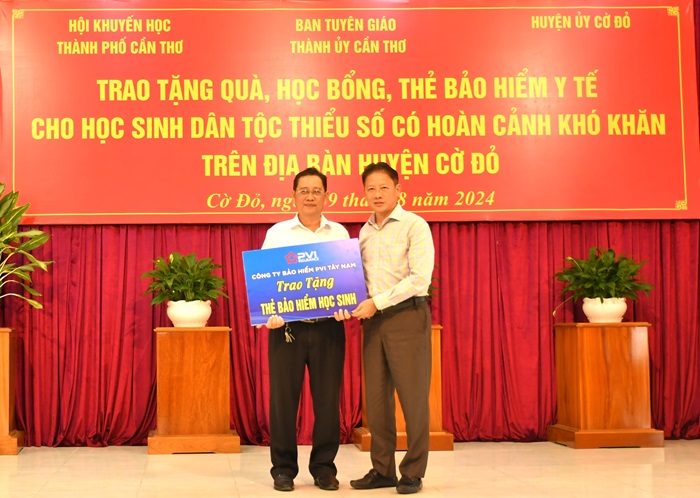 HỘI KHUYẾN HỌC
THÀNH PHỐ CẦN THƠ
BAN TUYÊN GIÁO
THÀNH ỦY CẦN THƠ
HUYỆN ỦY CỜ ĐỎ
TRAO TẶNG QUÀ, HỌC BỔNG, THẺ BẢO HIỂM Y TẾ
CHO HỌC SINH DÂN TỘC THIỂU SỐ CÓ HOÀN CẢNH KHÓ KHĂN
TRÊN ĐỊA BÀN HUYỆN CỜ ĐỎ
Cờ Đỏ, ng 9 th 8 năm 2024
PVI
CÔNG TY BẢO HIỂM PVI TÂY NAM
Trao Tặng
THẺ BẢO HIỂM HỌC SINH